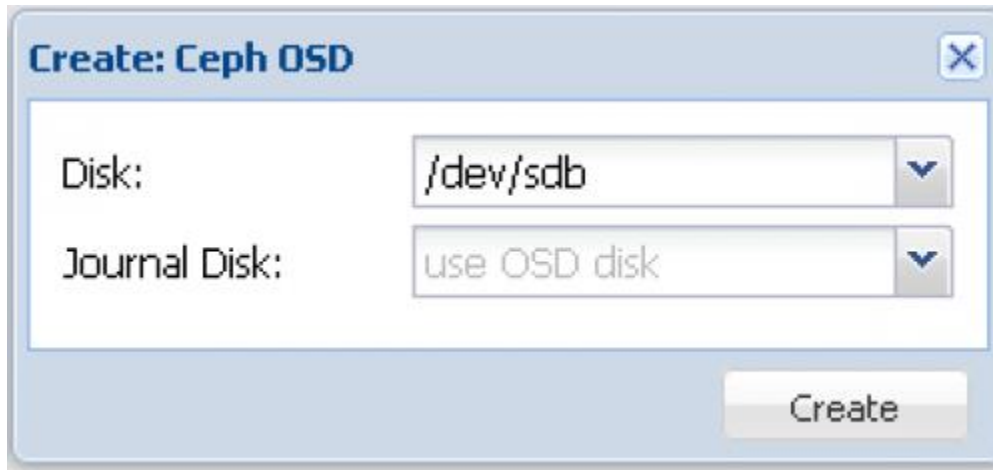 Create: Ceph OSD
Disk: /dev/sdb
Journal Disk: use OSD disk
Create